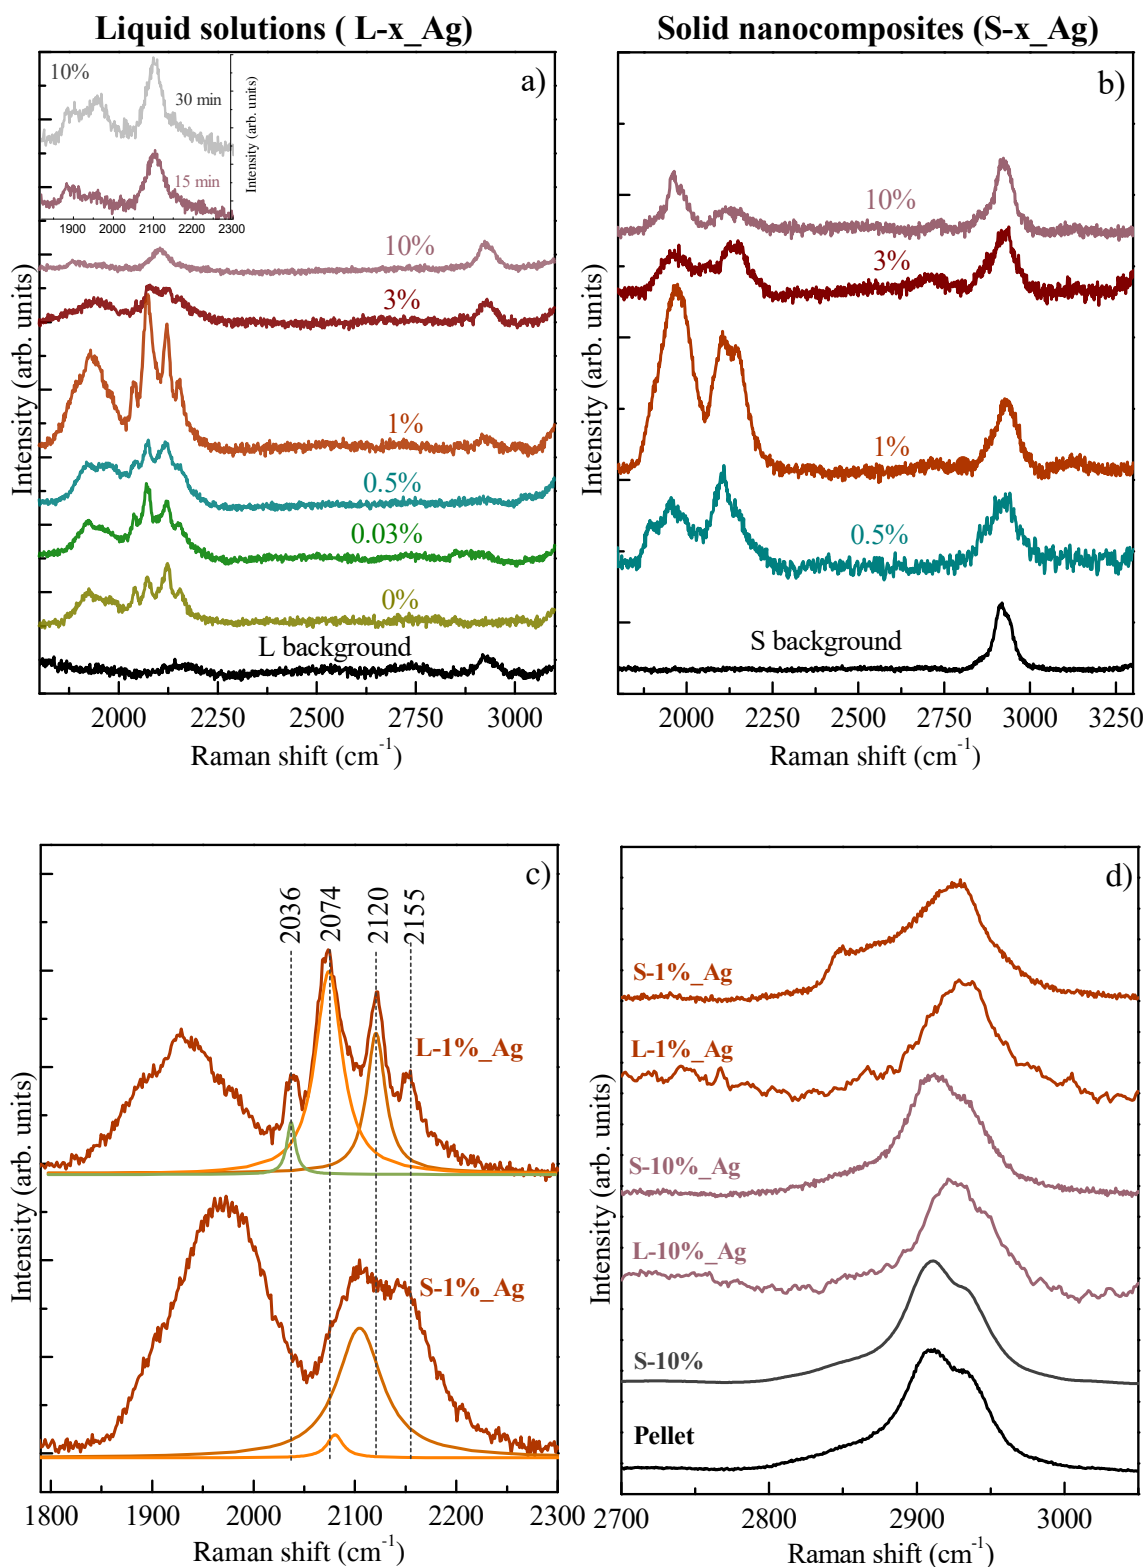 Liquid solutions ( L-x_Ag)
Solid nanocomposites (S-x_Ag)
a)
10%
30 min
15 min
Intensity (arb. units)
1900 2000 2100 2200 2300
10%
3%
1%
0.5%
0.03%
0%
L background
Intensity (arb. units)
2000 2250 2500 2750 3000
Raman shift (cm⁻¹)
b)
10%
3%
1%
0.5%
S background
Intensity (arb. units)
2000 2250 2500 2750 3000 3250
Raman shift (cm⁻¹)
c)
2036
2074
2120
2155
L-1%_Ag
S-1%_Ag
Intensity (arb. units)
1800 1900 2000 2100 2200 2300
Raman shift (cm⁻¹)
d)
S-1%_Ag
L-1%_Ag
S-10%_Ag
L-10%_Ag
S-10%
Pellet
Intensity (arb. units)
2700 2800 2900 3000
Raman shift (cm⁻¹)